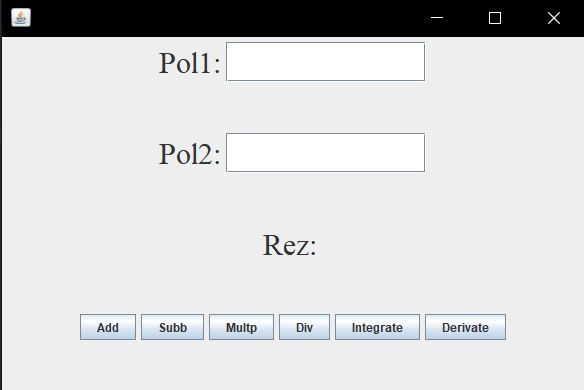 Pol1:
Pol2:
Rez:
Add Subb Multp Div Integrate Derivate